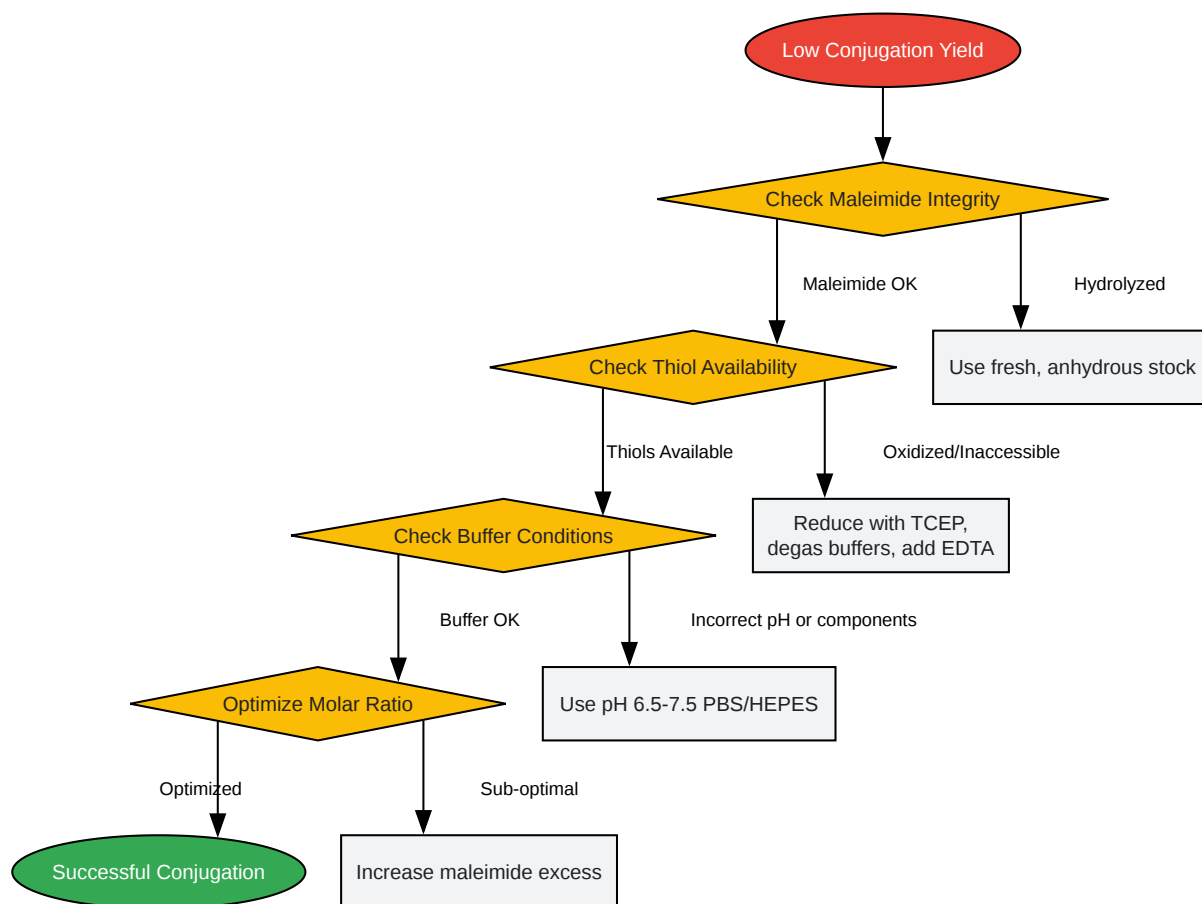 Low Conjugation Yield
Check Maleimide Integrity
Maleimide OK
Hydrolyzed
Check Thiol Availability
Use fresh, anhydrous stock
Thiols Available
Oxidized/Inaccessible
Check Buffer Conditions
Reduce with TCEP,
degas buffers, add EDTA
Buffer OK
Incorrect pH or components
Optimize Molar Ratio
Use pH 6.5-7.5 PBS/HEPES
Optimized
Sub-optimal
Successful Conjugation
Increase maleimide excess